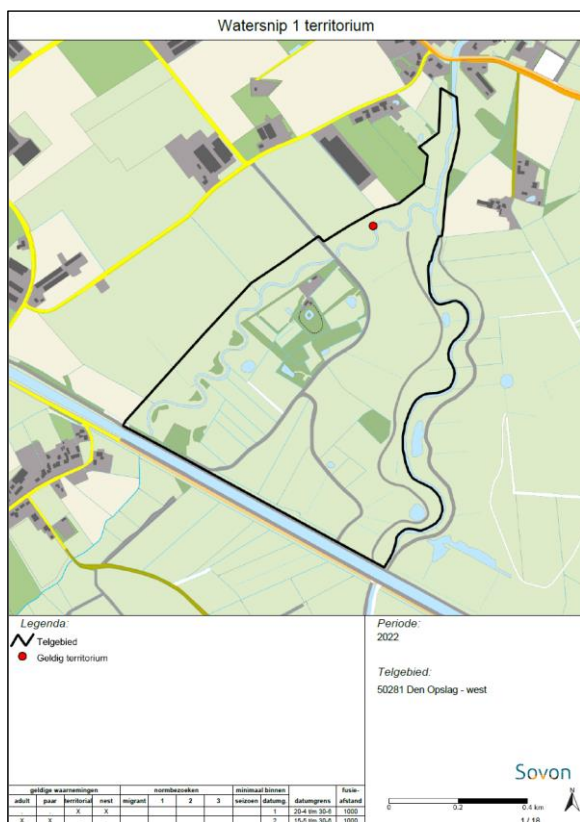 Watersnip 1 territorium
Legenda:
Telgebied
Geldig territorium
Periode:
2022
Telgebied:
50281 Den Opslag - west
Sovon
geldige waarnemingen normbezoeken minimaal binnen fusie-
adult paar territoriaal nest migrant 1 2 3 seizoen datumg. datumgrens afstand
. . X X 1 20-4 t/m 30-6 1000
X X 2 15-5 t/m 30-6 1000
0 0.2 0.4 km
N
1 / 18